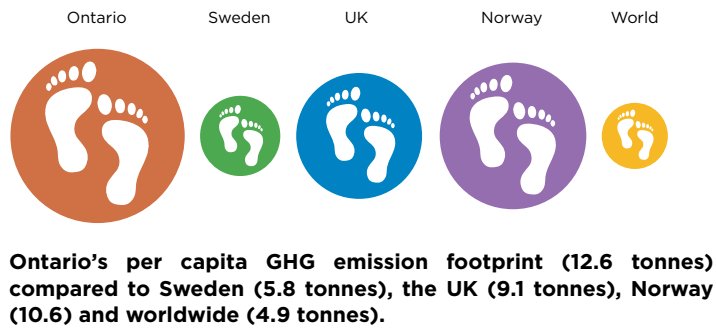 Ontario Sweden UK Norway World
Ontario's per capita GHG emission footprint (12.6 tonnes)
compared to Sweden (5.8 tonnes), the UK (9.1 tonnes), Norway
(10.6) and worldwide (4.9 tonnes).